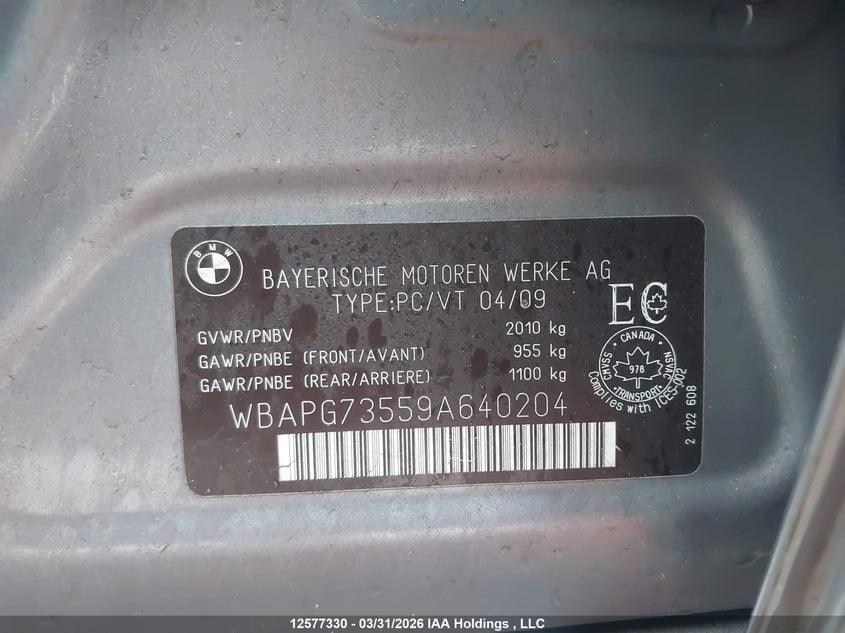 BMW
BAYERISCHE MOTOREN WERKE AG
TYPE:PC/VT 04/09
EC
GVWR/PNBV 2010 kg
GAWR/PNBE (FRONT/AVANT) 955 kg
GAWR/PNBE (REAR/ARRIERE) 1100 kg
CANADA
CMVSS
NSVAC
978
TRANSPORT
Complies with ICES-002
WBAPG73559A640204
2 122 608
12577330 - 03/31/2026 IAA Holdings , LLC